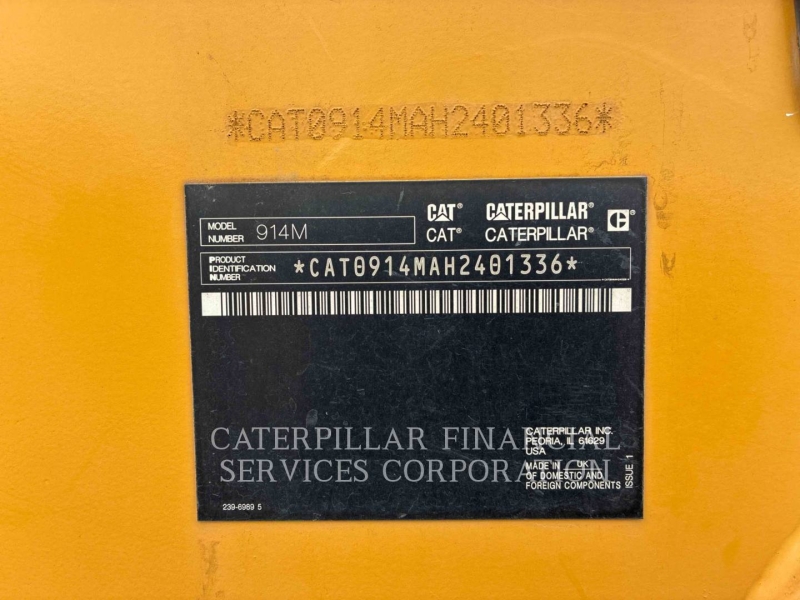 *CAT0914MAH2401336*
CAT® CATERPILLAR® C®
CAT® CATERPILLAR®
MODEL NUMBER 914M
PRODUCT IDENTIFICATION NUMBER *CAT0914MAH2401336*
CATERPILLAR FINANCIAL
SERVICES CORPORATION
CATERPILLAR INC.
PEORIA, IL 61629
USA
MADE IN UK
OF DOMESTIC AND
FOREIGN COMPONENTS
ISSUE 1
239-6989 5